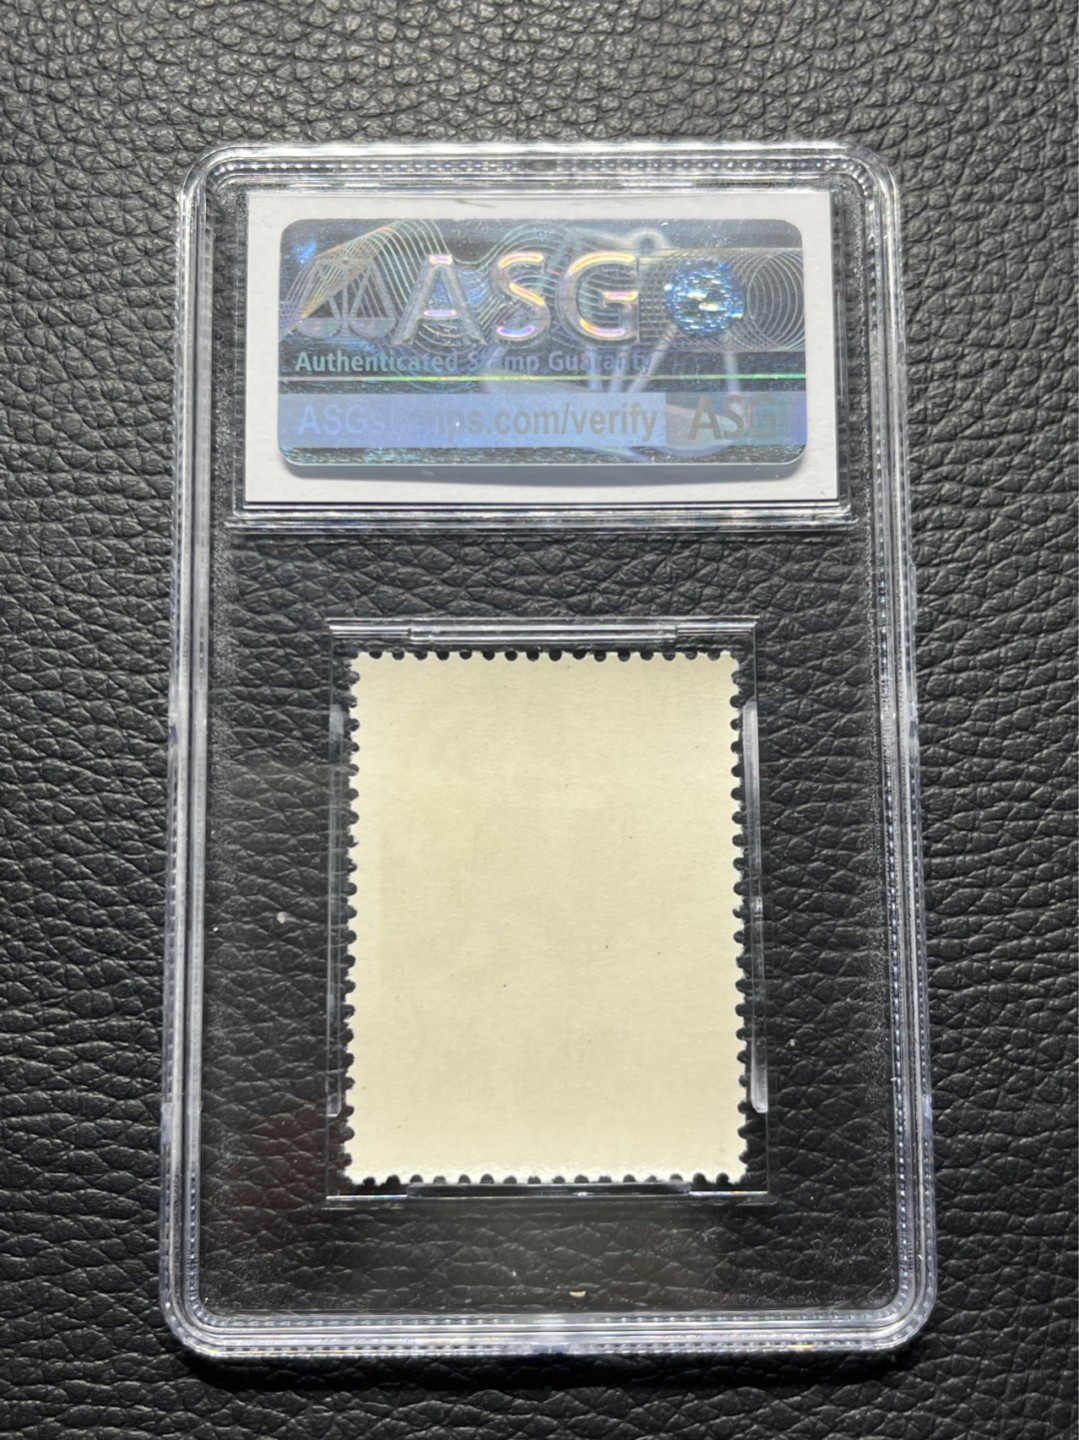 ASG
Authenticated Stamp Guaranty
ASGstamps.com/verify ASG